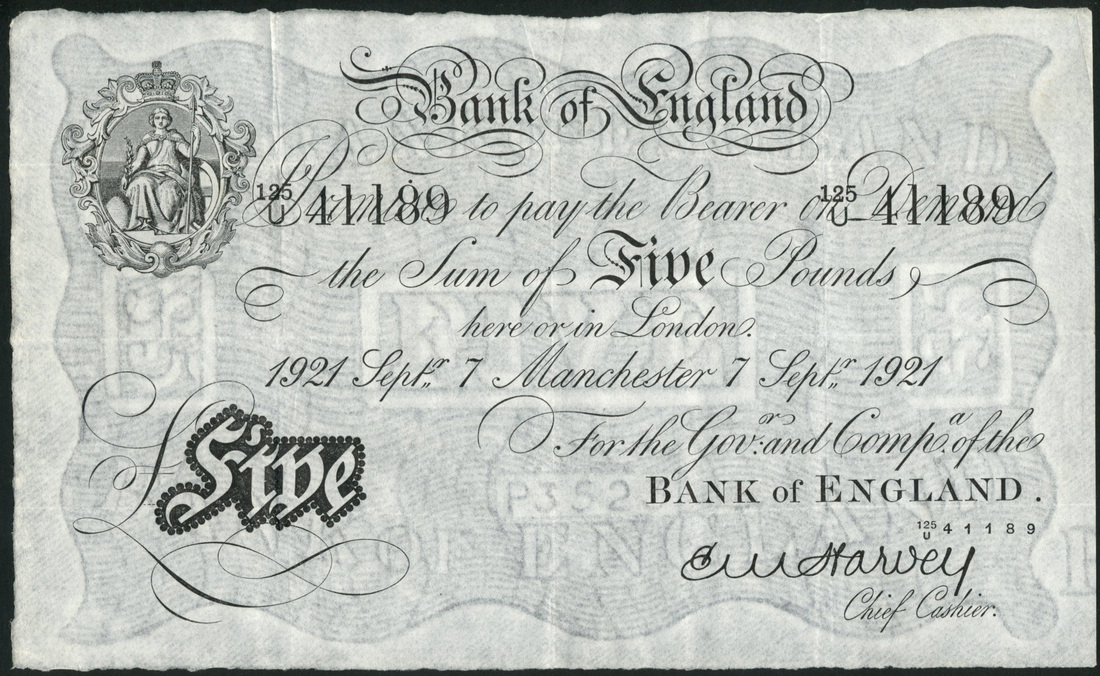 Bank of England
125/U 41189 I Promise to pay the Bearer on Demand 125/U 41189
the Sum of Five Pounds
here or in London.
1921 Septr. 7 Manchester 7 Septr. 1921
For the Govr. and Compa. of the
BANK of ENGLAND.
125/U 41189
£Five
E M Harvey
Chief Cashier.
FIVE